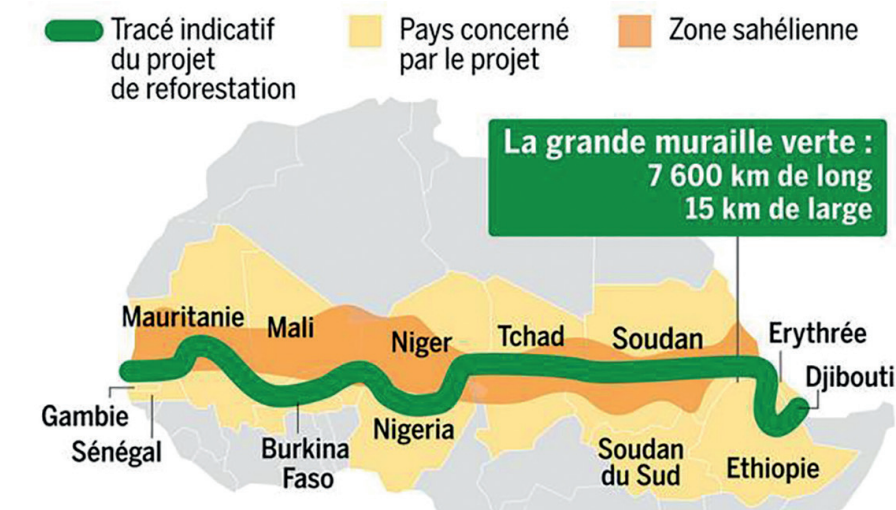 Tracé indicatif
du projet
de reforestation
Pays concerné
par le projet
Zone sahélienne
La grande muraille verte :
7 600 km de long
15 km de large
Mauritanie
Mali
Niger
Tchad
Soudan
Erythrée
Djibouti
Gambie
Sénégal
Burkina
Faso
Nigeria
Soudan
du Sud
Ethiopie